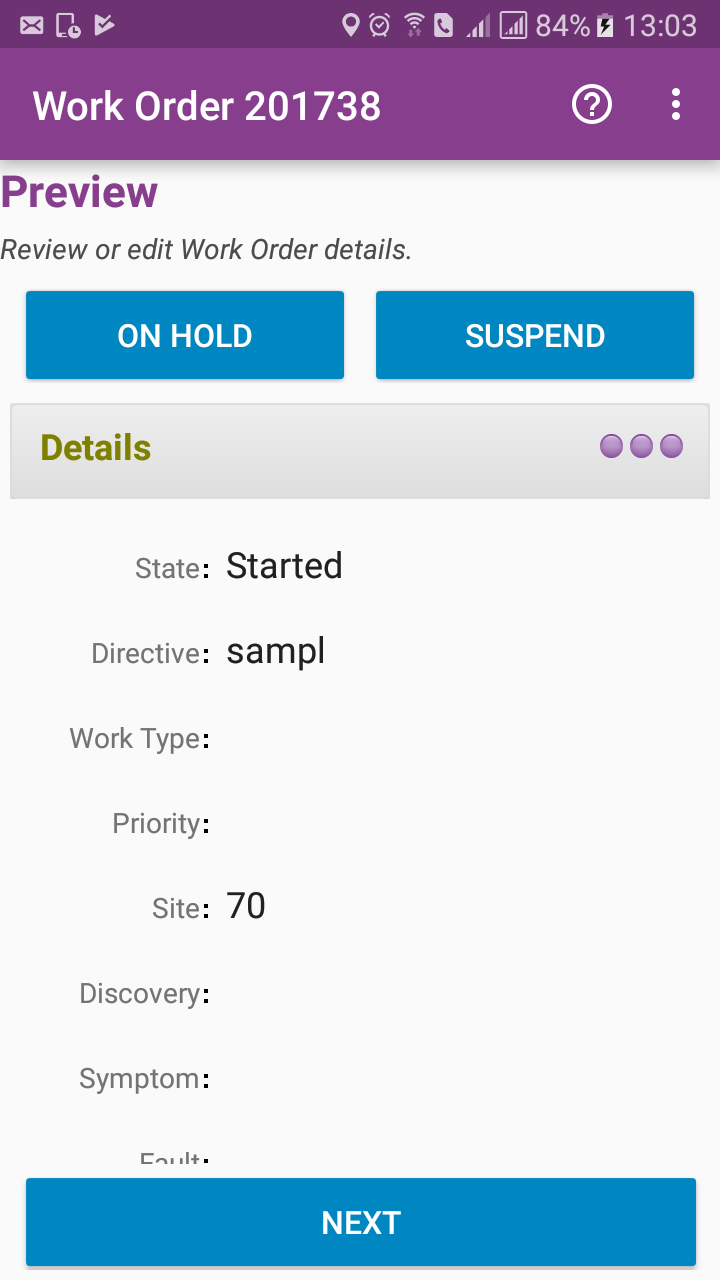 84% 13:03
Work Order 201738
Preview
Review or edit Work Order details.
ON HOLD SUSPEND
Details
State: Started
Directive: sampl
Work Type:
Priority:
Site: 70
Discovery:
Symptom:
Fault:
NEXT